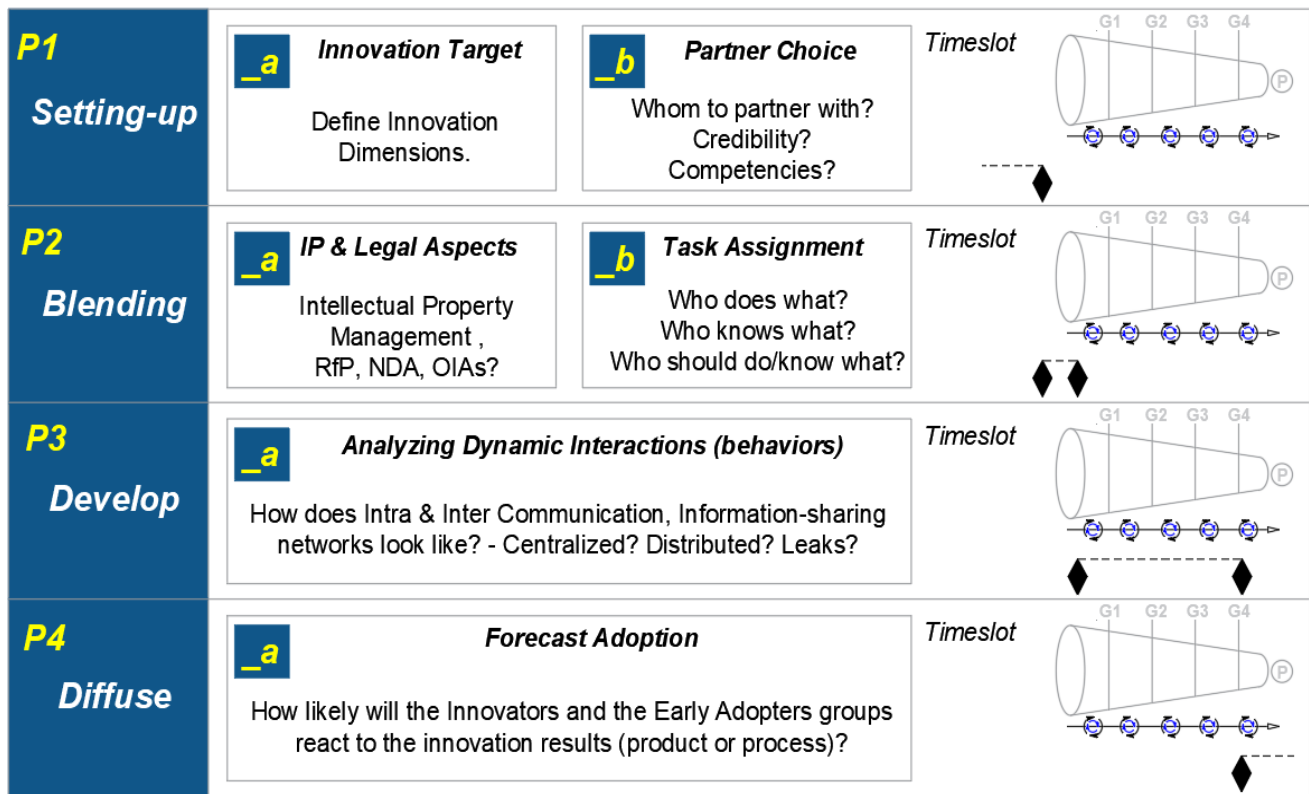 P1
Setting-up
_a
Innovation Target
Define Innovation
Dimensions.
_b
Partner Choice
Whom to partner with?
Credibility?
Competencies?
Timeslot
G1 G2 G3 G4
P
P2
Blending
_a
IP & Legal Aspects
Intellectual Property
Management ,
RfP, NDA, OIAs?
_b
Task Assignment
Who does what?
Who knows what?
Who should do/know what?
Timeslot
G1 G2 G3 G4
P
P3
Develop
_a
Analyzing Dynamic Interactions (behaviors)
How does Intra & Inter Communication, Information-sharing
networks look like? - Centralized? Distributed? Leaks?
Timeslot
G1 G2 G3 G4
P
P4
Diffuse
_a
Forecast Adoption
How likely will the Innovators and the Early Adopters groups
react to the innovation results (product or process)?
Timeslot
G1 G2 G3 G4
P